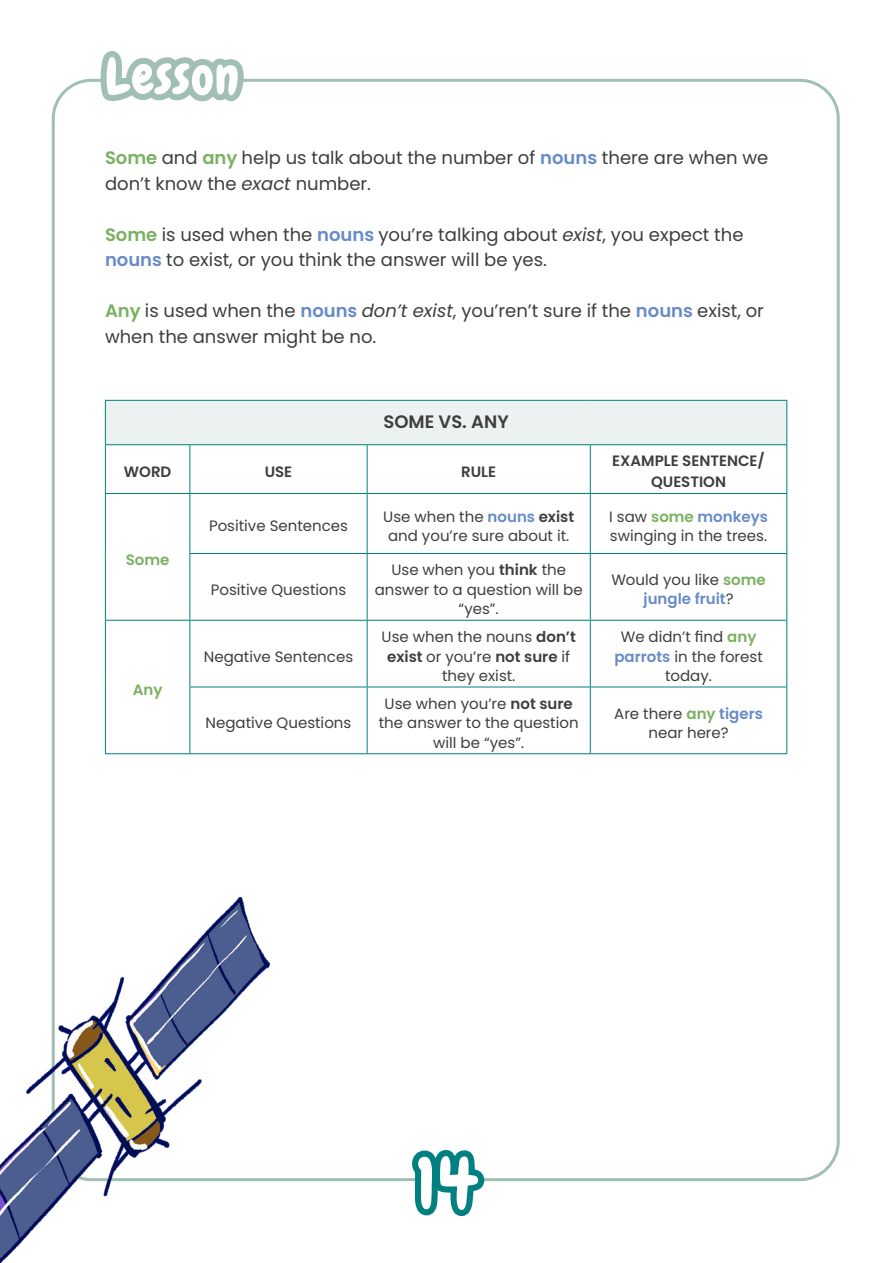 Lesson
Some and any help us talk about the number of nouns there are when we
don't know the exact number.
Some is used when the nouns you're talking about exist, you expect the
nouns to exist, or you think the answer will be yes.
Any is used when the nouns don't exist, you'ren't sure if the nouns exist, or
when the answer might be no.
SOME VS. ANY
WORD
USE
RULE
EXAMPLE SENTENCE/
QUESTION
Some
Positive Sentences
Use when the nouns exist
and you're sure about it.
I saw some monkeys
swinging in the trees.
Positive Questions
Use when you think the
answer to a question will be
“yes”.
Would you like some
jungle fruit?
Any
Negative Sentences
Use when the nouns don't
exist or you're not sure if
they exist.
We didn't find any
parrots in the forest
today.
Negative Questions
Use when you're not sure
the answer to the question
will be “yes”.
Are there any tigers
near here?
14